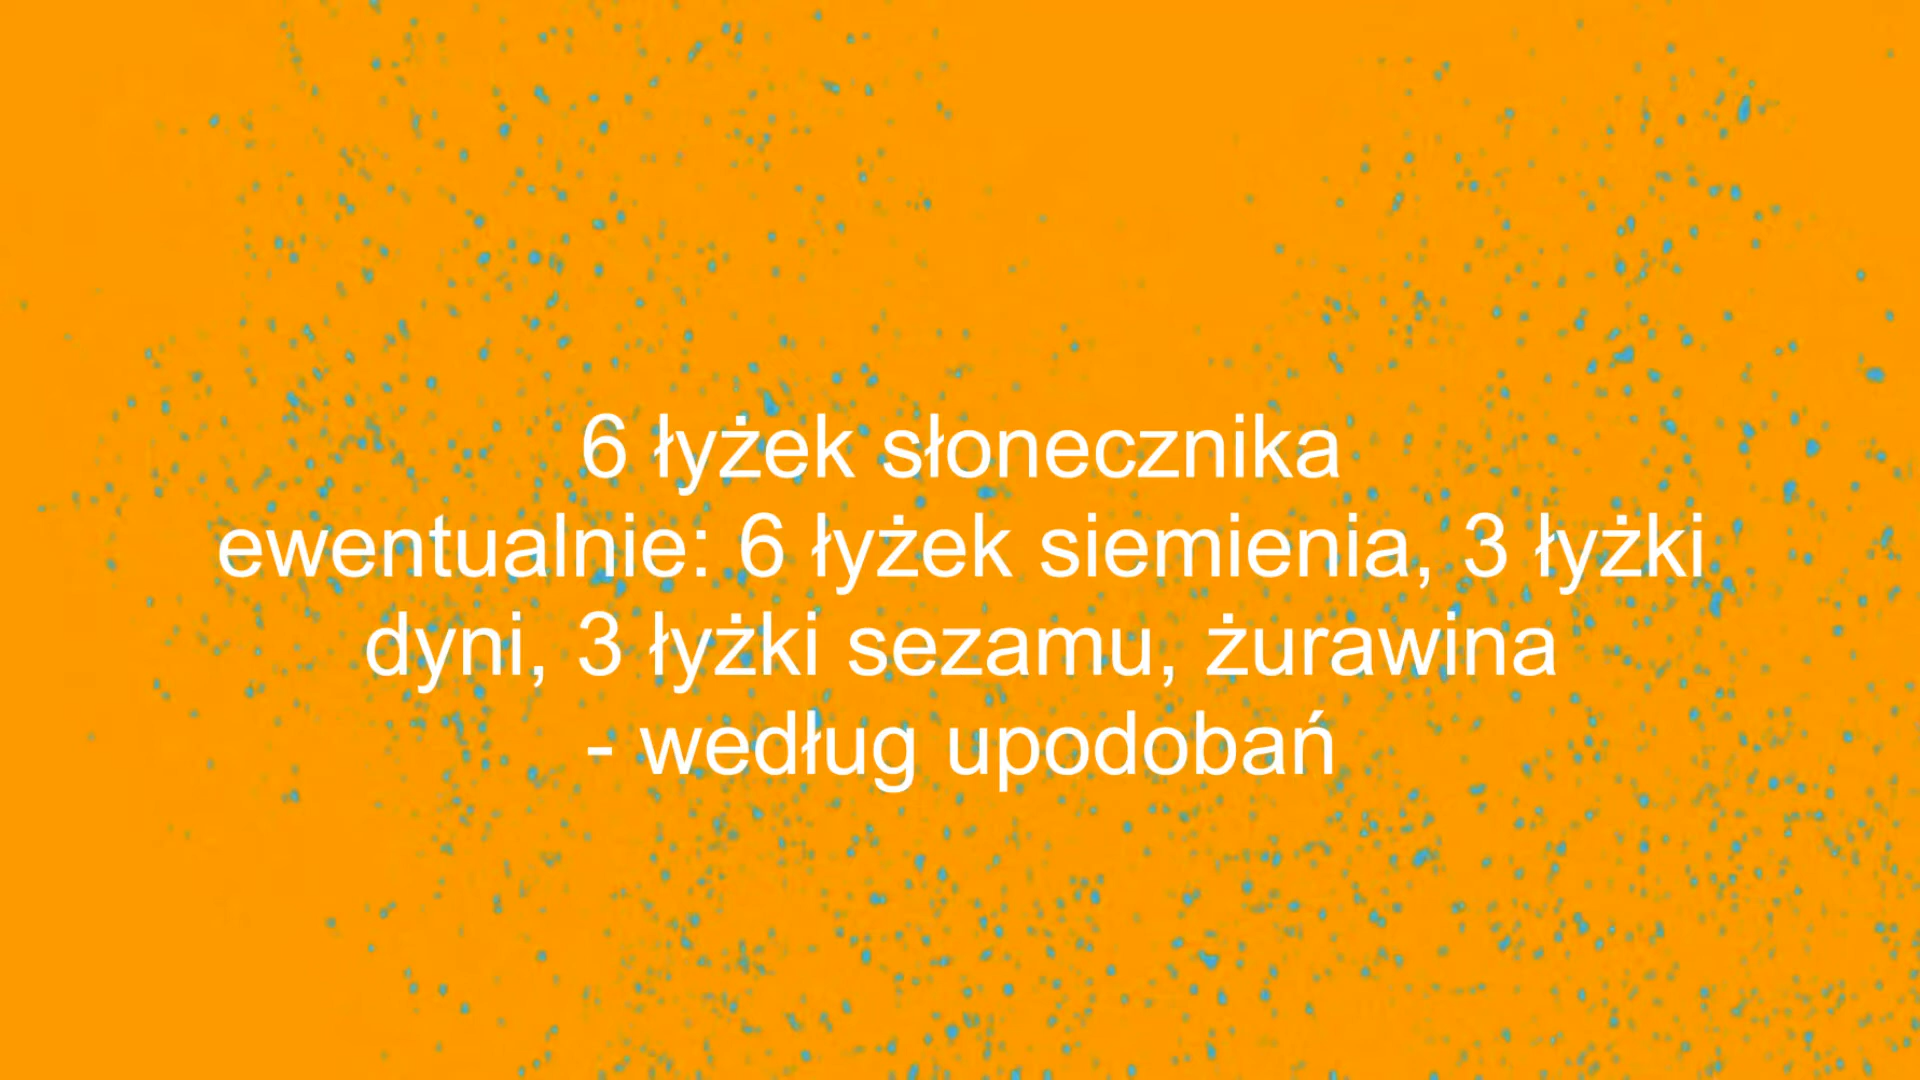 6 łyżek słonecznika
ewentualnie: 6 łyżek siemienia, 3 łyżki
dyni, 3 łyżki sezamu, żurawina
- według upodobań